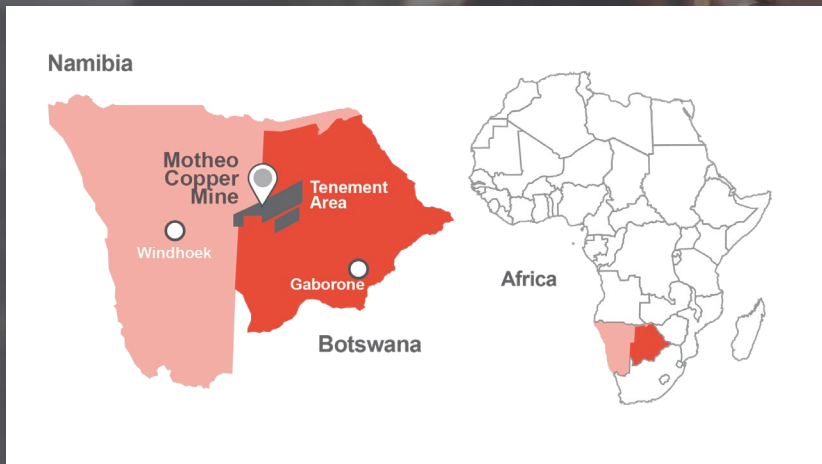 Namibia
Motheo
Copper
Mine
Tenement
Area
Windhoek
Gaborone
Botswana
Africa